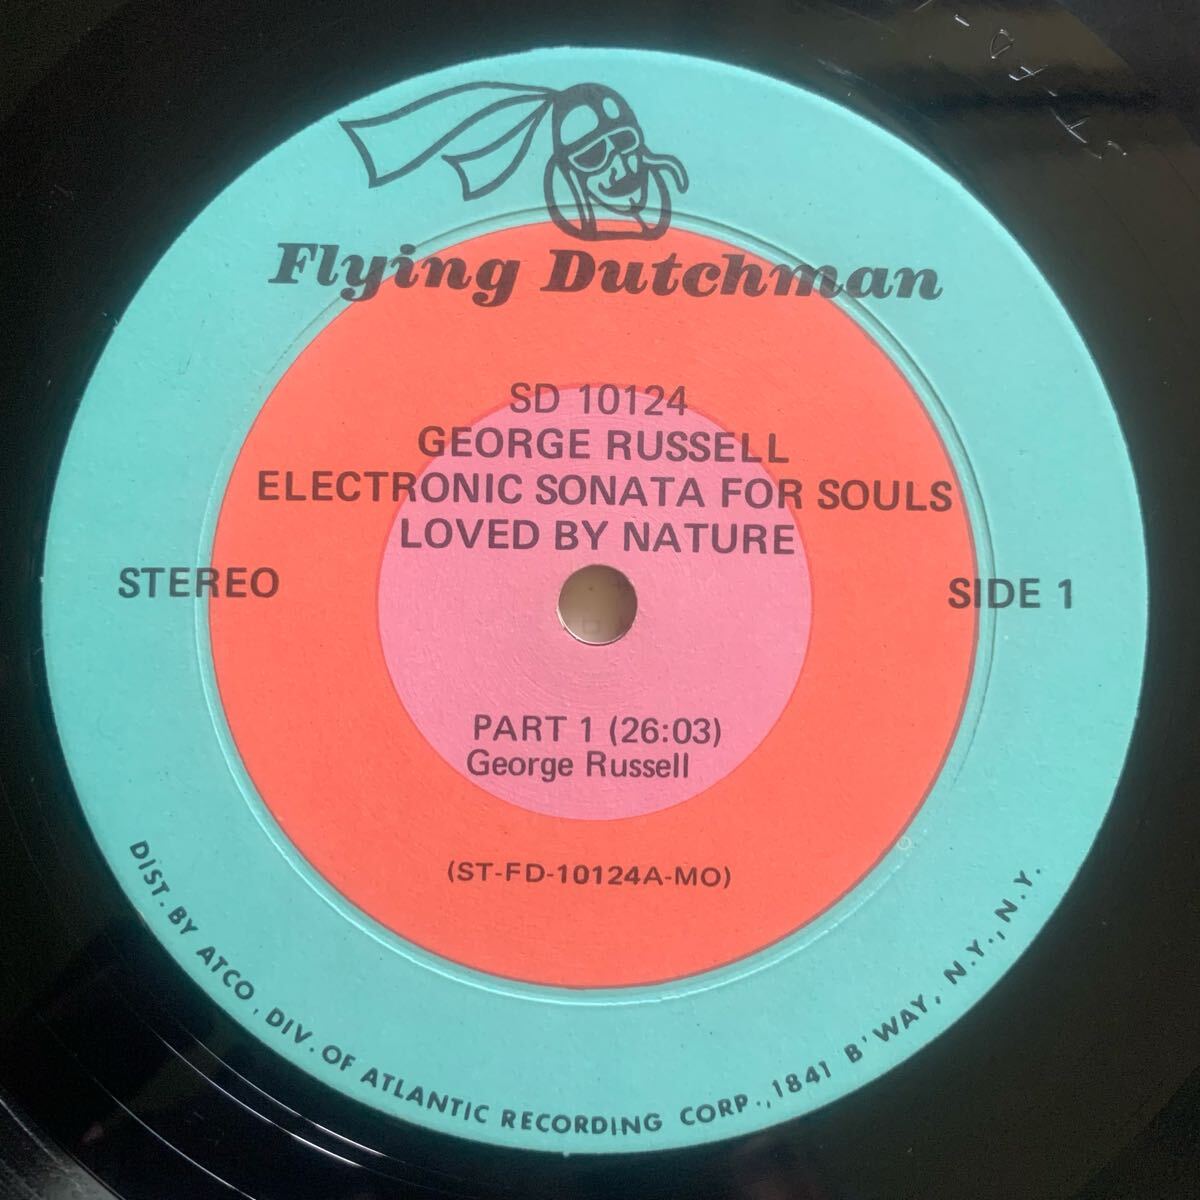 Flying Dutchman
SD 10124
GEORGE RUSSELL
ELECTRONIC SONATA FOR SOULS
LOVED BY NATURE
STEREO
SIDE 1
PART 1 (26:03)
George Russell
(ST-FD-10124A-MO)
DIST. BY ATCO, DIV. OF ATLANTIC RECORDING CORP., 1841 B'WAY, N.Y., N.Y.